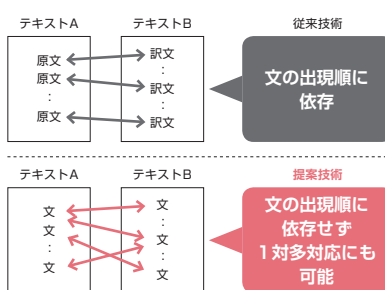 テキストA
テキストB
従来技術
原文
原文
:
原文
訳文
:
訳文
:
訳文
文の出現順に
依存
テキストA
テキストB
提案技術
文
文
:
文
文
:
文
:
文
文の出現順に
依存せず
1対多対応にも
可能